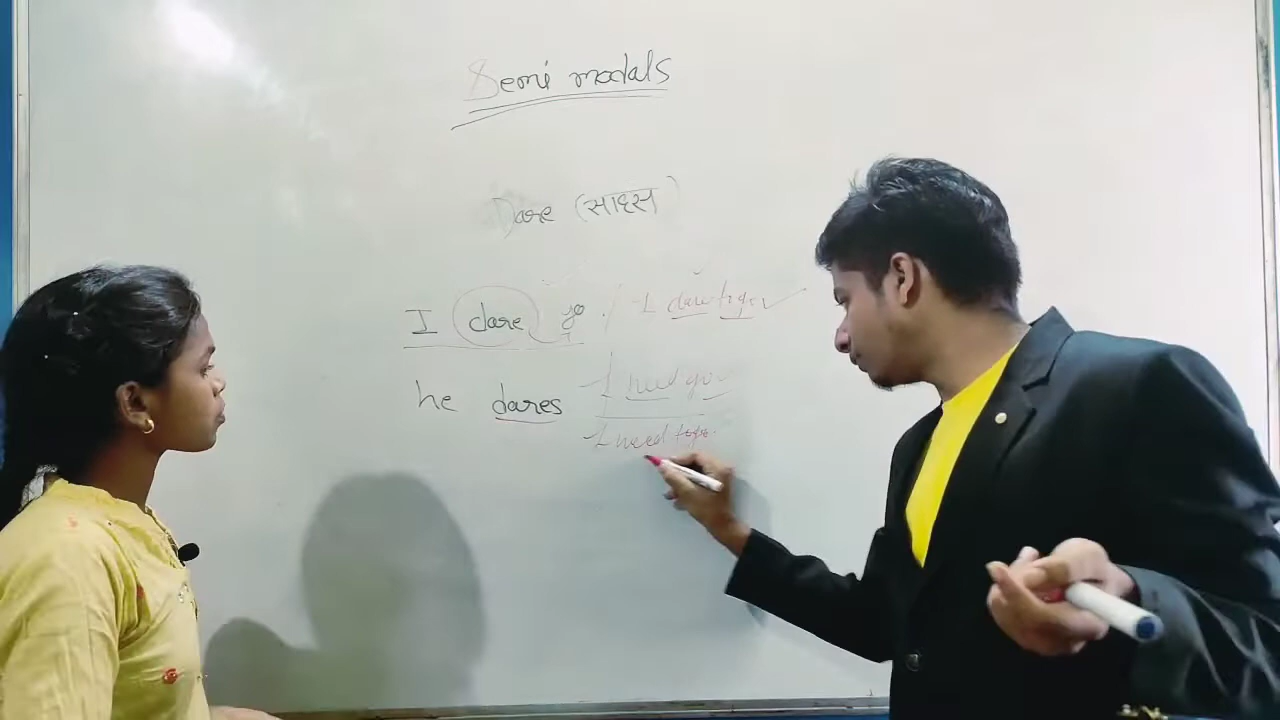 Semi modals
Dare (साहस)
I dare go. / I dare to go
he dares
I need go
I need to go.